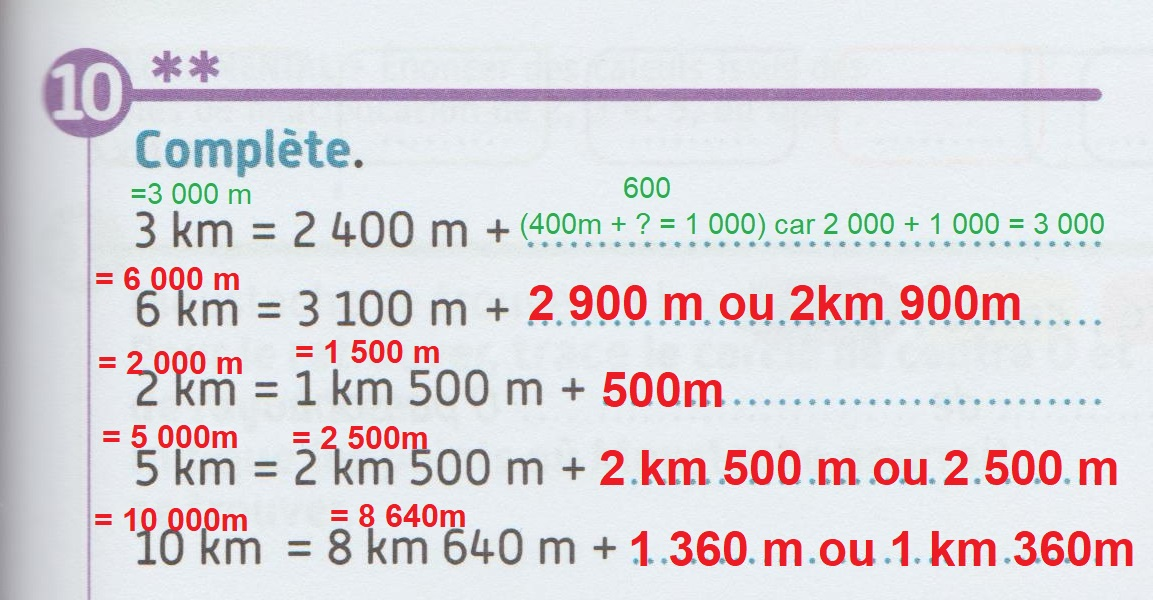 10 **
Complète.
=3 000 m
600
3 km = 2 400 m + (400m + ? = 1 000) car 2 000 + 1 000 = 3 000
= 6 000 m
6 km = 3 100 m + 2 900 m ou 2km 900m
= 2 000 m = 1 500 m
2 km = 1 km 500 m + 500m
= 5 000m = 2 500m
5 km = 2 km 500 m + 2 km 500 m ou 2 500 m
= 10 000m = 8 640m
10 km = 8 km 640 m + 1 360 m ou 1 km 360m